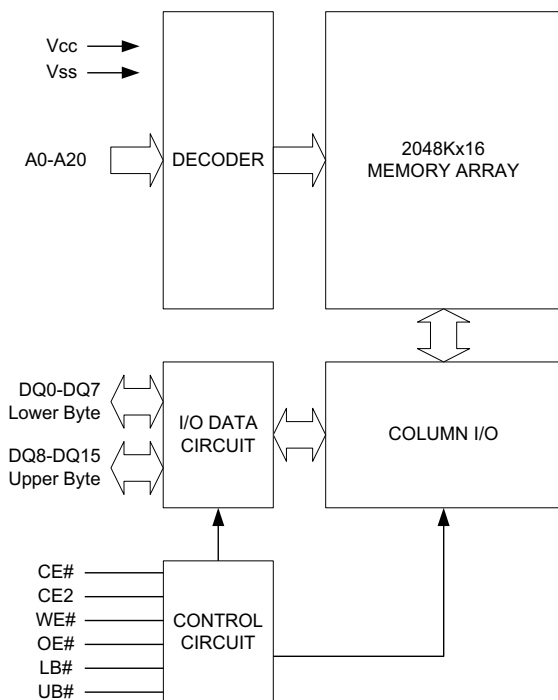 Vcc
Vss
A0-A20
DECODER
2048Kx16
MEMORY ARRAY
DQ0-DQ7
Lower Byte
DQ8-DQ15
Upper Byte
I/O DATA
CIRCUIT
COLUMN I/O
CE#
CE2
WE#
OE#
LB#
UB#
CONTROL
CIRCUIT